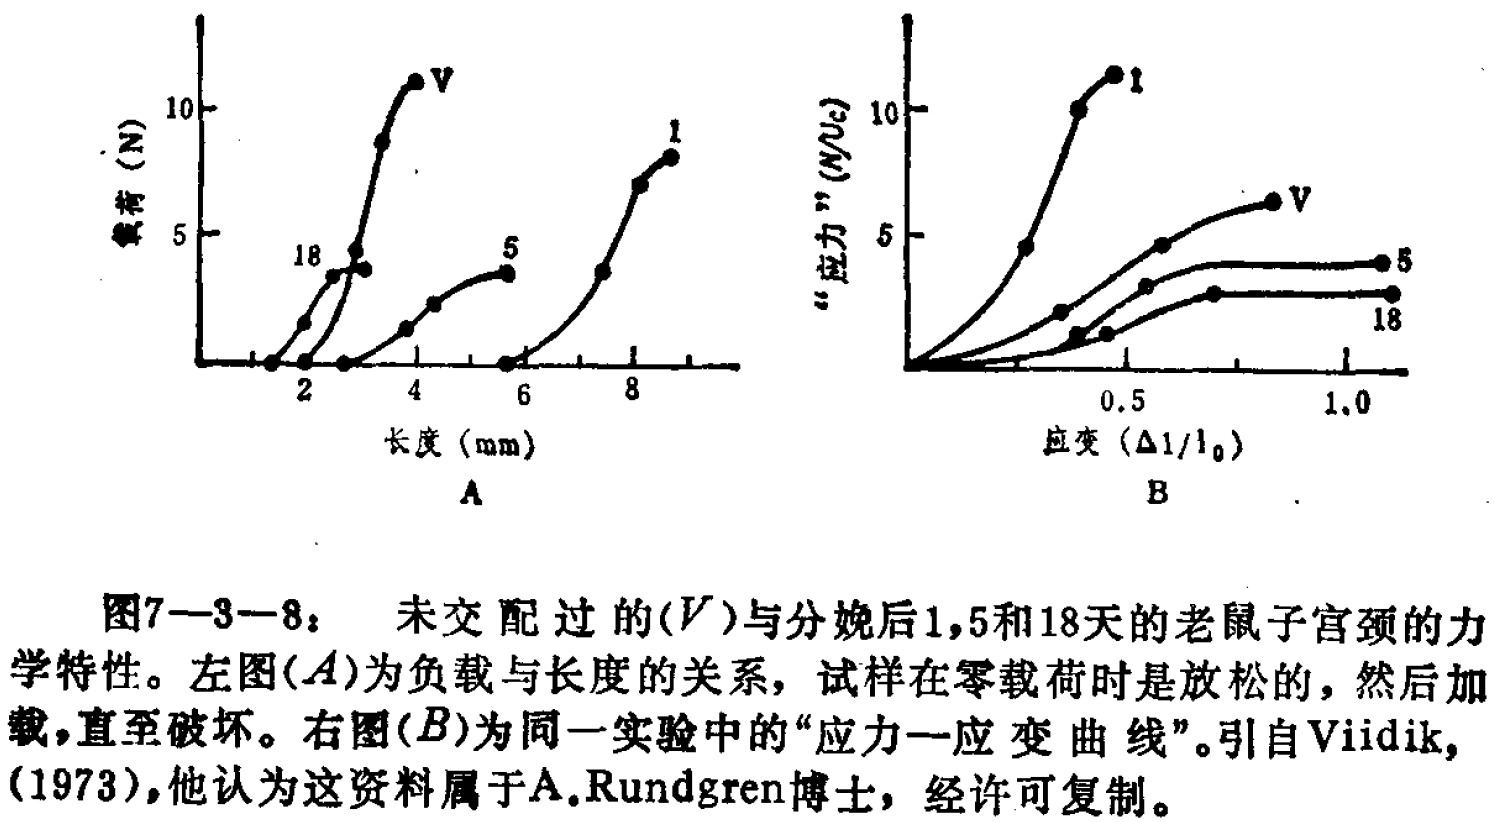 载荷 (N)
10
5
V
18
5
1
2
4
6
8
长度 (mm)
A
“应力” (N/Uc)
10
5
1
V
5
18
0.5
1.0
应变 (Δl/l₀)
B
图7—3—8: 未交配过的(V)与分娩后1,5和18天的老鼠子宫颈的力
学特性。左图(A)为负载与长度的关系, 试样在零载荷时是放松的, 然后加
载,直至破坏。右图(B)为同一实验中的“应力—应变曲线”。引自Viidik,
(1973),他认为这资料属于A.Rundgren博士, 经许可复制。